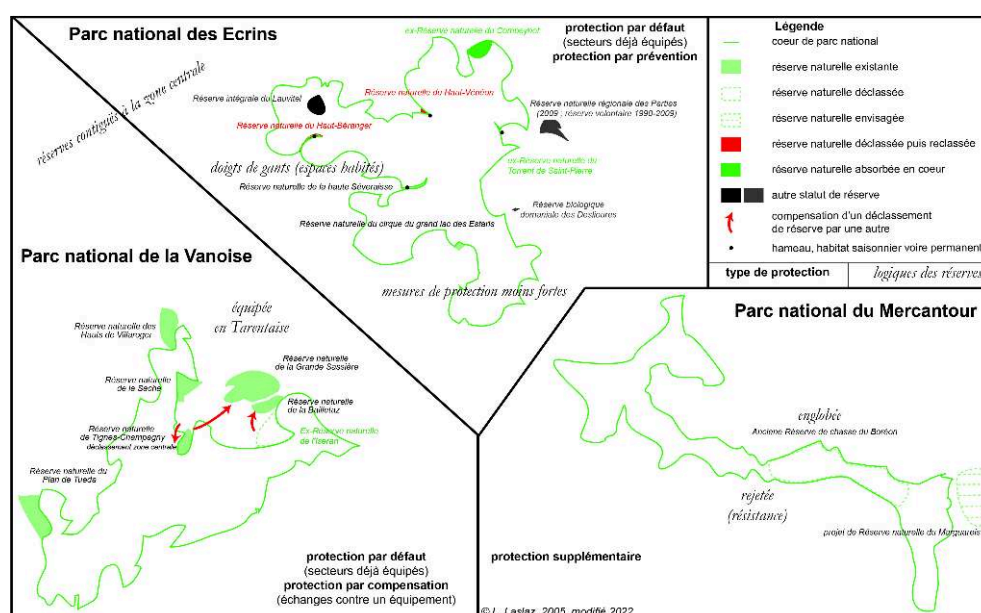 Parc national des Ecrins
réserves contiguës à la zone centrale
ex-Réserve naturelle du Combeynot
protection par défaut
(secteurs déjà équipés)
protection par prévention
Réserve intégrale du Lauvitel
Réserve naturelle du Haut-Vénéon
Réserve naturelle régionale des Partias
(2009 ; réserve volontaire 1990-2009)
Réserve naturelle du Haut-Béranger
doigts de gants (espaces habités)
ex-Réserve naturelle du
Torrent de Saint-Pierre
Réserve naturelle de la haute Séveraisse
Réserve biologique
domaniale des Deslioures
Réserve naturelle du cirque du grand lac des Estaris
mesures de protection moins fortes
Légende
coeur de parc national
réserve naturelle existante
réserve naturelle déclassée
réserve naturelle envisagée
réserve naturelle déclassée puis reclassée
réserve naturelle absorbée en coeur
autre statut de réserve
compensation d'un déclassement
de réserve par une autre
hameau, habitat saisonnier voire permanent
type de protection
logiques des réserves
Parc national de la Vanoise
équipée
en Tarentaise
Réserve naturelle des
Hauts de Villaroger
Réserve naturelle
de la Grande Sassière
Réserve naturelle
de la Sache
Réserve naturelle
de la Bailletaz
Réserve naturelle
de Tignes-Champagny
déclassement zone centrale
Ex-Réserve naturelle
de l'Iseran
Réserve naturelle du
Plan de Tueda
protection par défaut
(secteurs déjà équipés)
protection par compensation
(échanges contre un équipement)
Parc national du Mercantour
englobée
Ancienne Réserve de chasse du Boréon
rejetée
(résistance)
projet de Réserve naturelle du Marguareis
protection supplémentaire
© L. Laslaz, 2005, modifié 2022